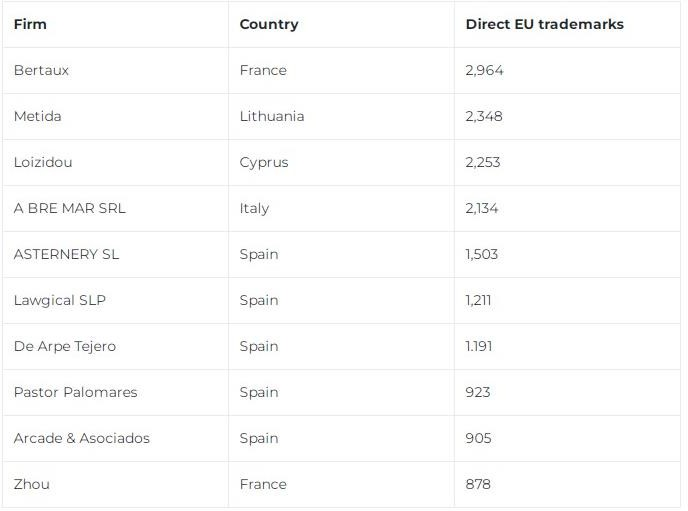 Firm Country Direct EU trademarks
Bertaux France 2,964
Metida Lithuania 2,348
Loizidou Cyprus 2,253
A BRE MAR SRL Italy 2,134
ASTERNERY SL Spain 1,503
Lawgical SLP Spain 1,211
De Arpe Tejero Spain 1.191
Pastor Palomares Spain 923
Arcade & Asociados Spain 905
Zhou France 878